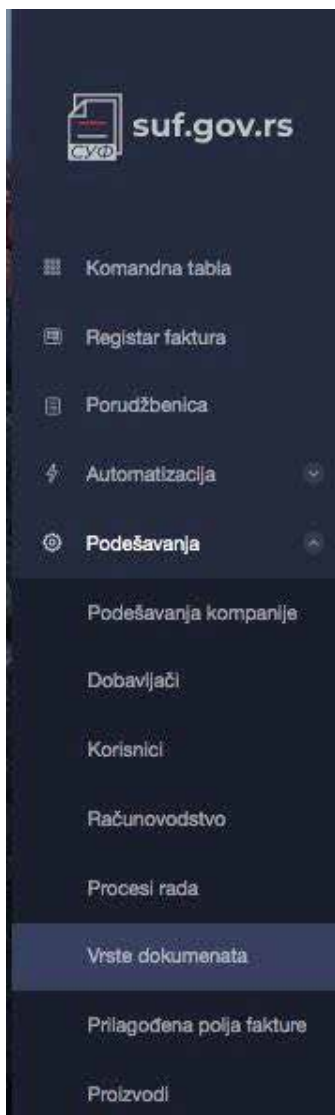 СУФ
suf.gov.rs
Komandna tabla
Registar faktura
Porudžbenica
Automatizacija
Podešavanja
Podešavanja kompanije
Dobavljači
Korisnici
Računovodstvo
Procesi rada
Vrste dokumenata
Prilagođena polja fakture
Proizvodi